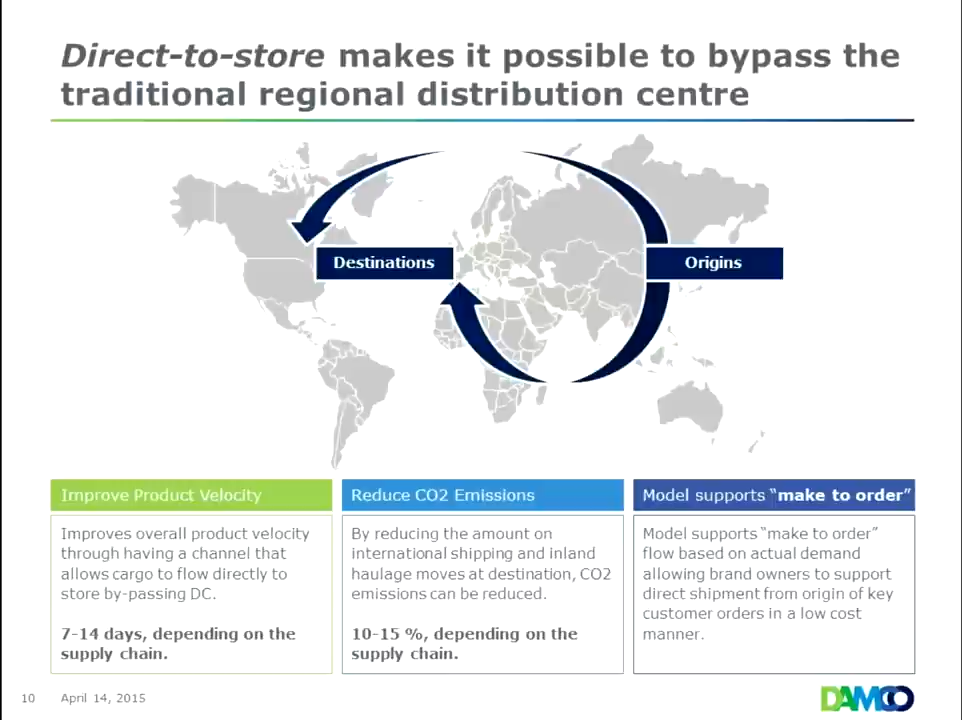 Direct-to-store makes it possible to bypass the
traditional regional distribution centre
Destinations
Origins
Improve Product Velocity
Improves overall product velocity
through having a channel that
allows cargo to flow directly to
store by-passing DC.
7-14 days, depending on the
supply chain.
Reduce CO2 Emissions
By reducing the amount on
international shipping and inland
haulage moves at destination, CO2
emissions can be reduced.
10-15 %, depending on the
supply chain.
Model supports “make to order”
Model supports “make to order”
flow based on actual demand
allowing brand owners to support
direct shipment from origin of key
customer orders in a low cost
manner.
10 April 14, 2015
DAMCO